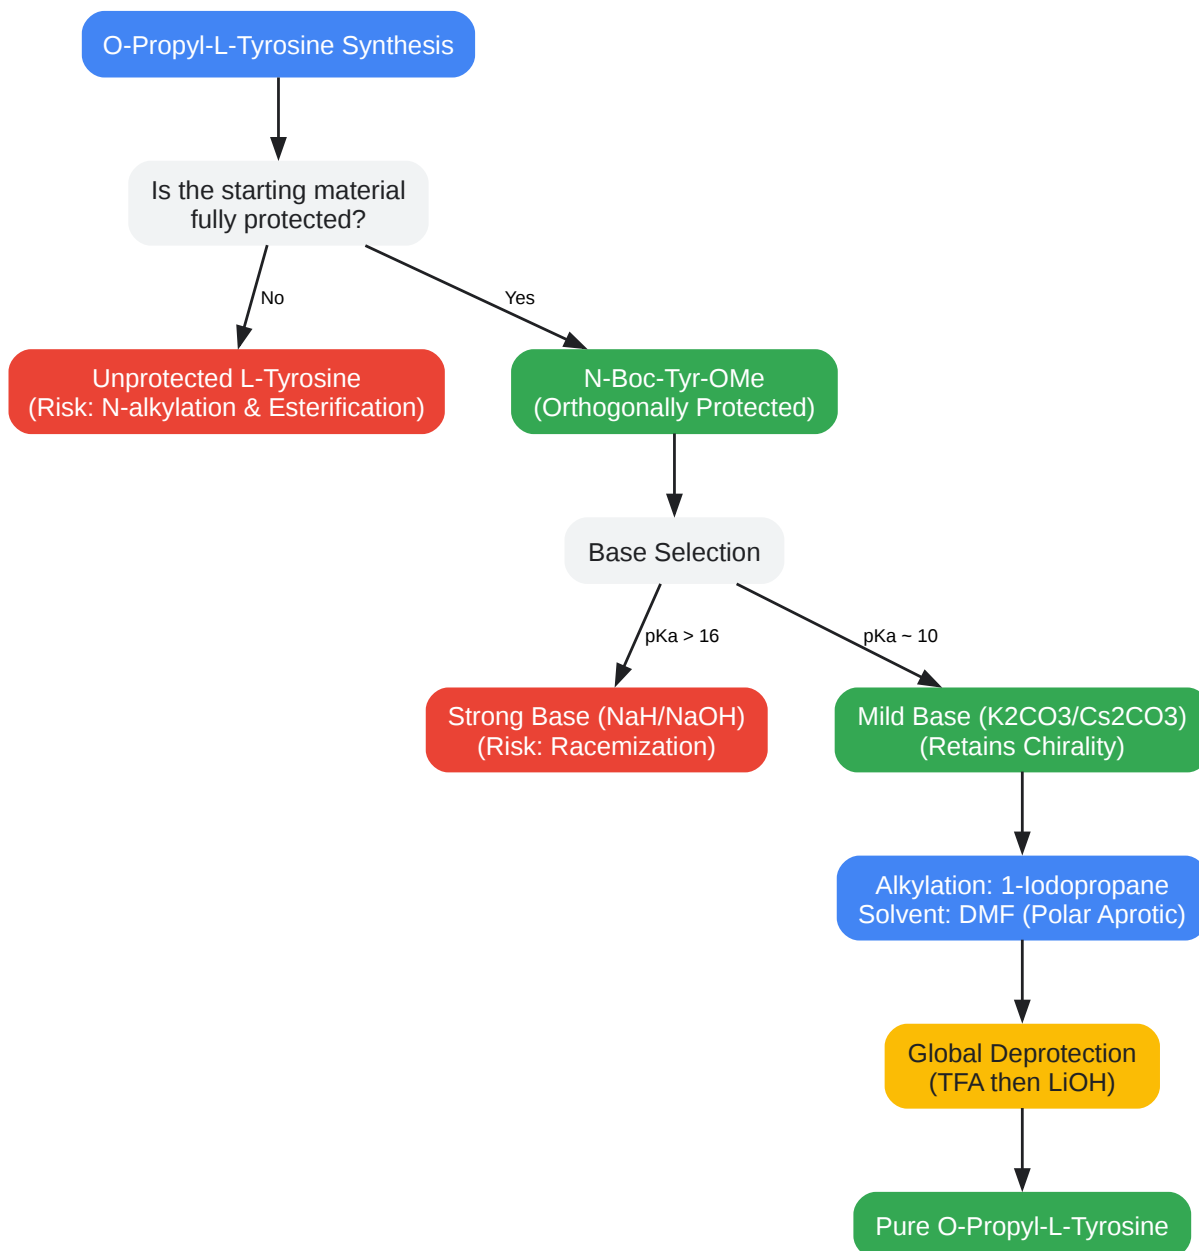 O-Propyl-L-Tyrosine Synthesis
Is the starting material
fully protected?
No
Yes
Unprotected L-Tyrosine
(Risk: N-alkylation & Esterification)
N-Boc-Tyr-OMe
(Orthogonally Protected)
Base Selection
pKa > 16
pKa ~ 10
Strong Base (NaH/NaOH)
(Risk: Racemization)
Mild Base (K2CO3/Cs2CO3)
(Retains Chirality)
Alkylation: 1-Iodopropane
Solvent: DMF (Polar Aprotic)
Global Deprotection
(TFA then LiOH)
Pure O-Propyl-L-Tyrosine